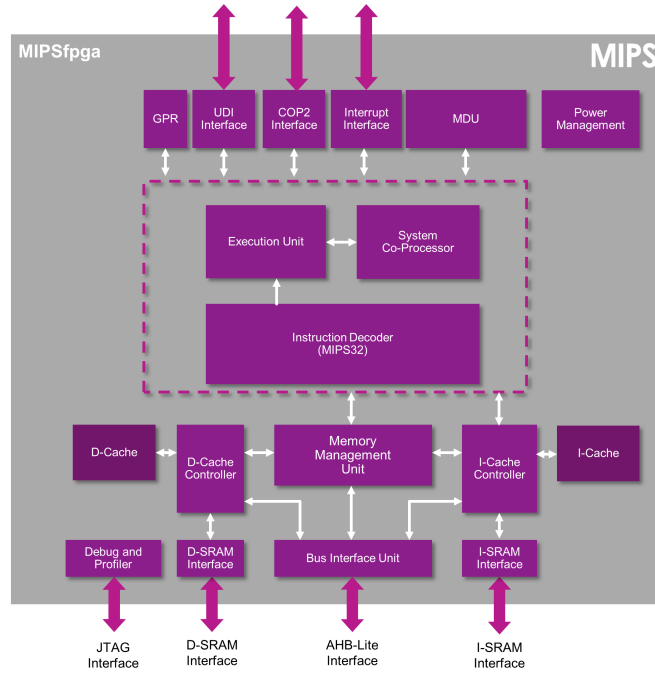 MIPSfpga
MIPS
GPR
UDI
Interface
COP2
Interface
Interrupt
Interface
MDU
Power
Management
Execution Unit
System
Co-Processor
Instruction Decoder
(MIPS32)
D-Cache
D-Cache
Controller
Memory
Management
Unit
I-Cache
Controller
I-Cache
Debug and
Profiler
D-SRAM
Interface
Bus Interface Unit
I-SRAM
Interface
JTAG
Interface
D-SRAM
Interface
AHB-Lite
Interface
I-SRAM
Interface